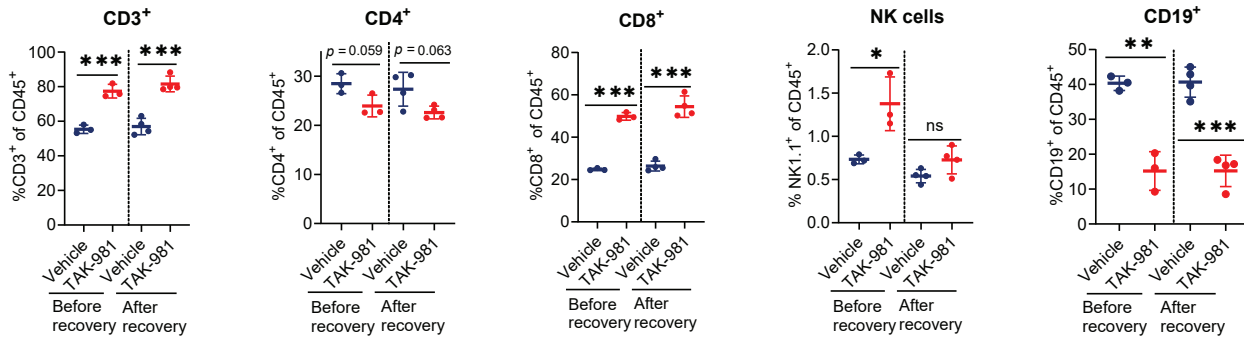 CD3⁺
%CD3⁺ of CD45⁺
100
80
60
40
20
0
***
***
Vehicle
TAK-981
Vehicle
TAK-981
Before
recovery
After
recovery
CD4⁺
%CD4⁺ of CD45⁺
30
20
10
0
p = 0.059
p = 0.063
Vehicle
TAK-981
Vehicle
TAK-981
Before
recovery
After
recovery
CD8⁺
%CD8⁺ of CD45⁺
80
60
40
20
0
***
***
Vehicle
TAK-981
Vehicle
TAK-981
Before
recovery
After
recovery
NK cells
% NK1.1⁺ of CD45⁺
2.0
1.5
1.0
0.5
0.0
*
ns
Vehicle
TAK-981
Vehicle
TAK-981
Before
recovery
After
recovery
CD19⁺
%CD19⁺ of CD45⁺
50
40
30
20
10
0
**
***
Vehicle
TAK-981
Vehicle
TAK-981
Before
recovery
After
recovery